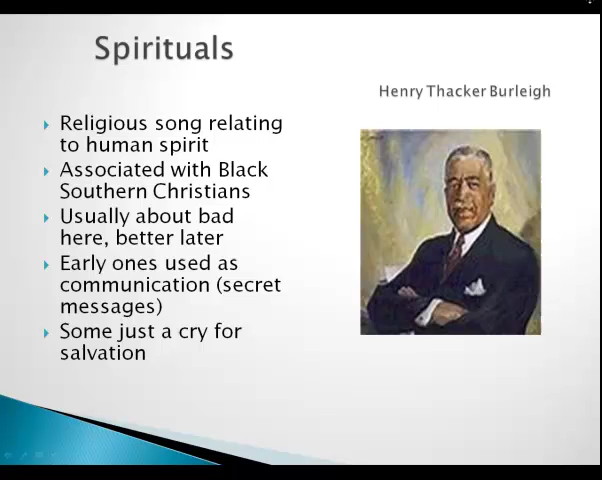 Spirituals
Henry Thacker Burleigh
Religious song relating
to human spirit
Associated with Black
Southern Christians
Usually about bad
here, better later
Early ones used as
communication (secret
messages)
Some just a cry for
salvation